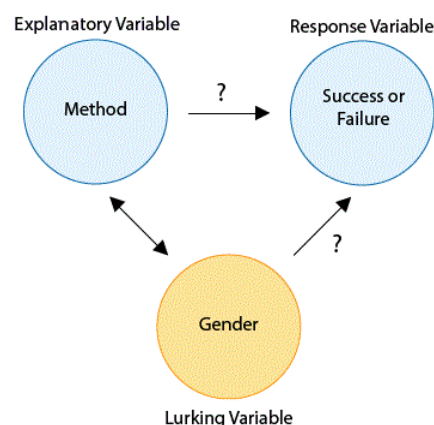 Explanatory Variable
Response Variable
Method
?
Success or
Failure
?
Gender
Lurking Variable